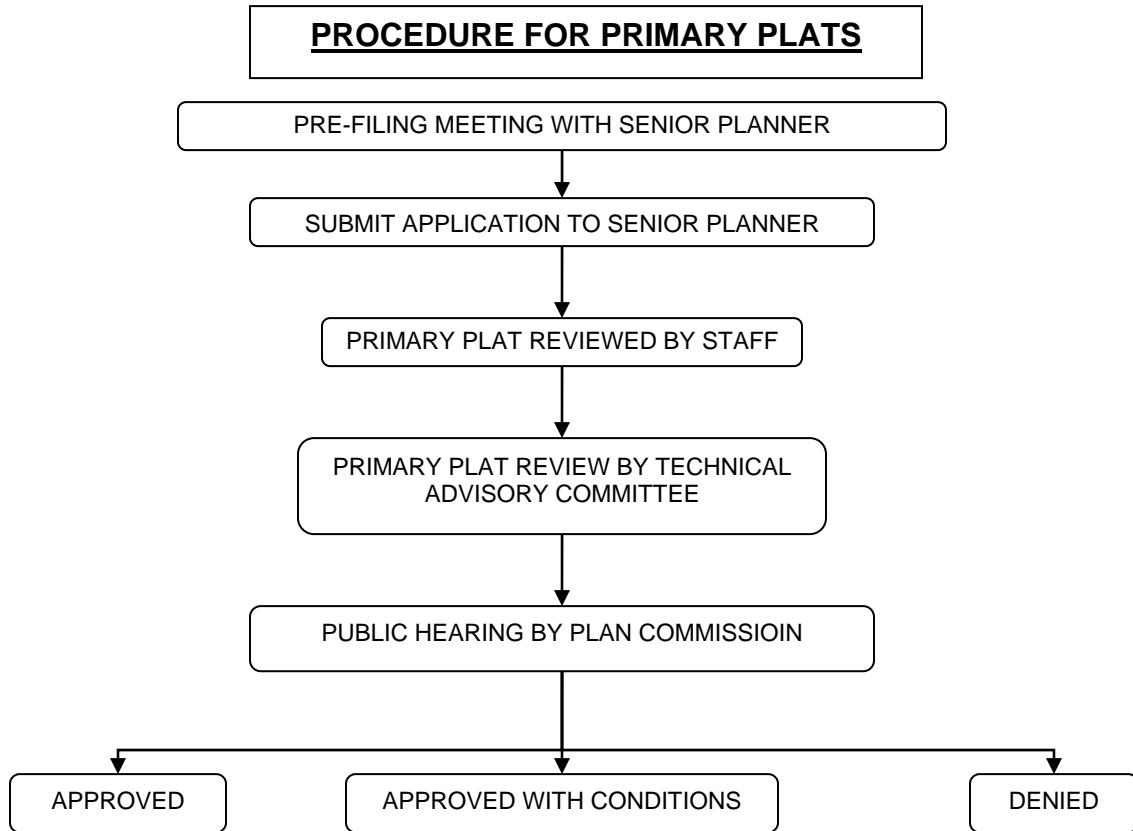 PROCEDURE FOR PRIMARY PLATS
PRE-FILING MEETING WITH SENIOR PLANNER
SUBMIT APPLICATION TO SENIOR PLANNER
PRIMARY PLAT REVIEWED BY STAFF
PRIMARY PLAT REVIEW BY TECHNICAL
ADVISORY COMMITTEE
PUBLIC HEARING BY PLAN COMMISSIOIN
APPROVED
APPROVED WITH CONDITIONS
DENIED